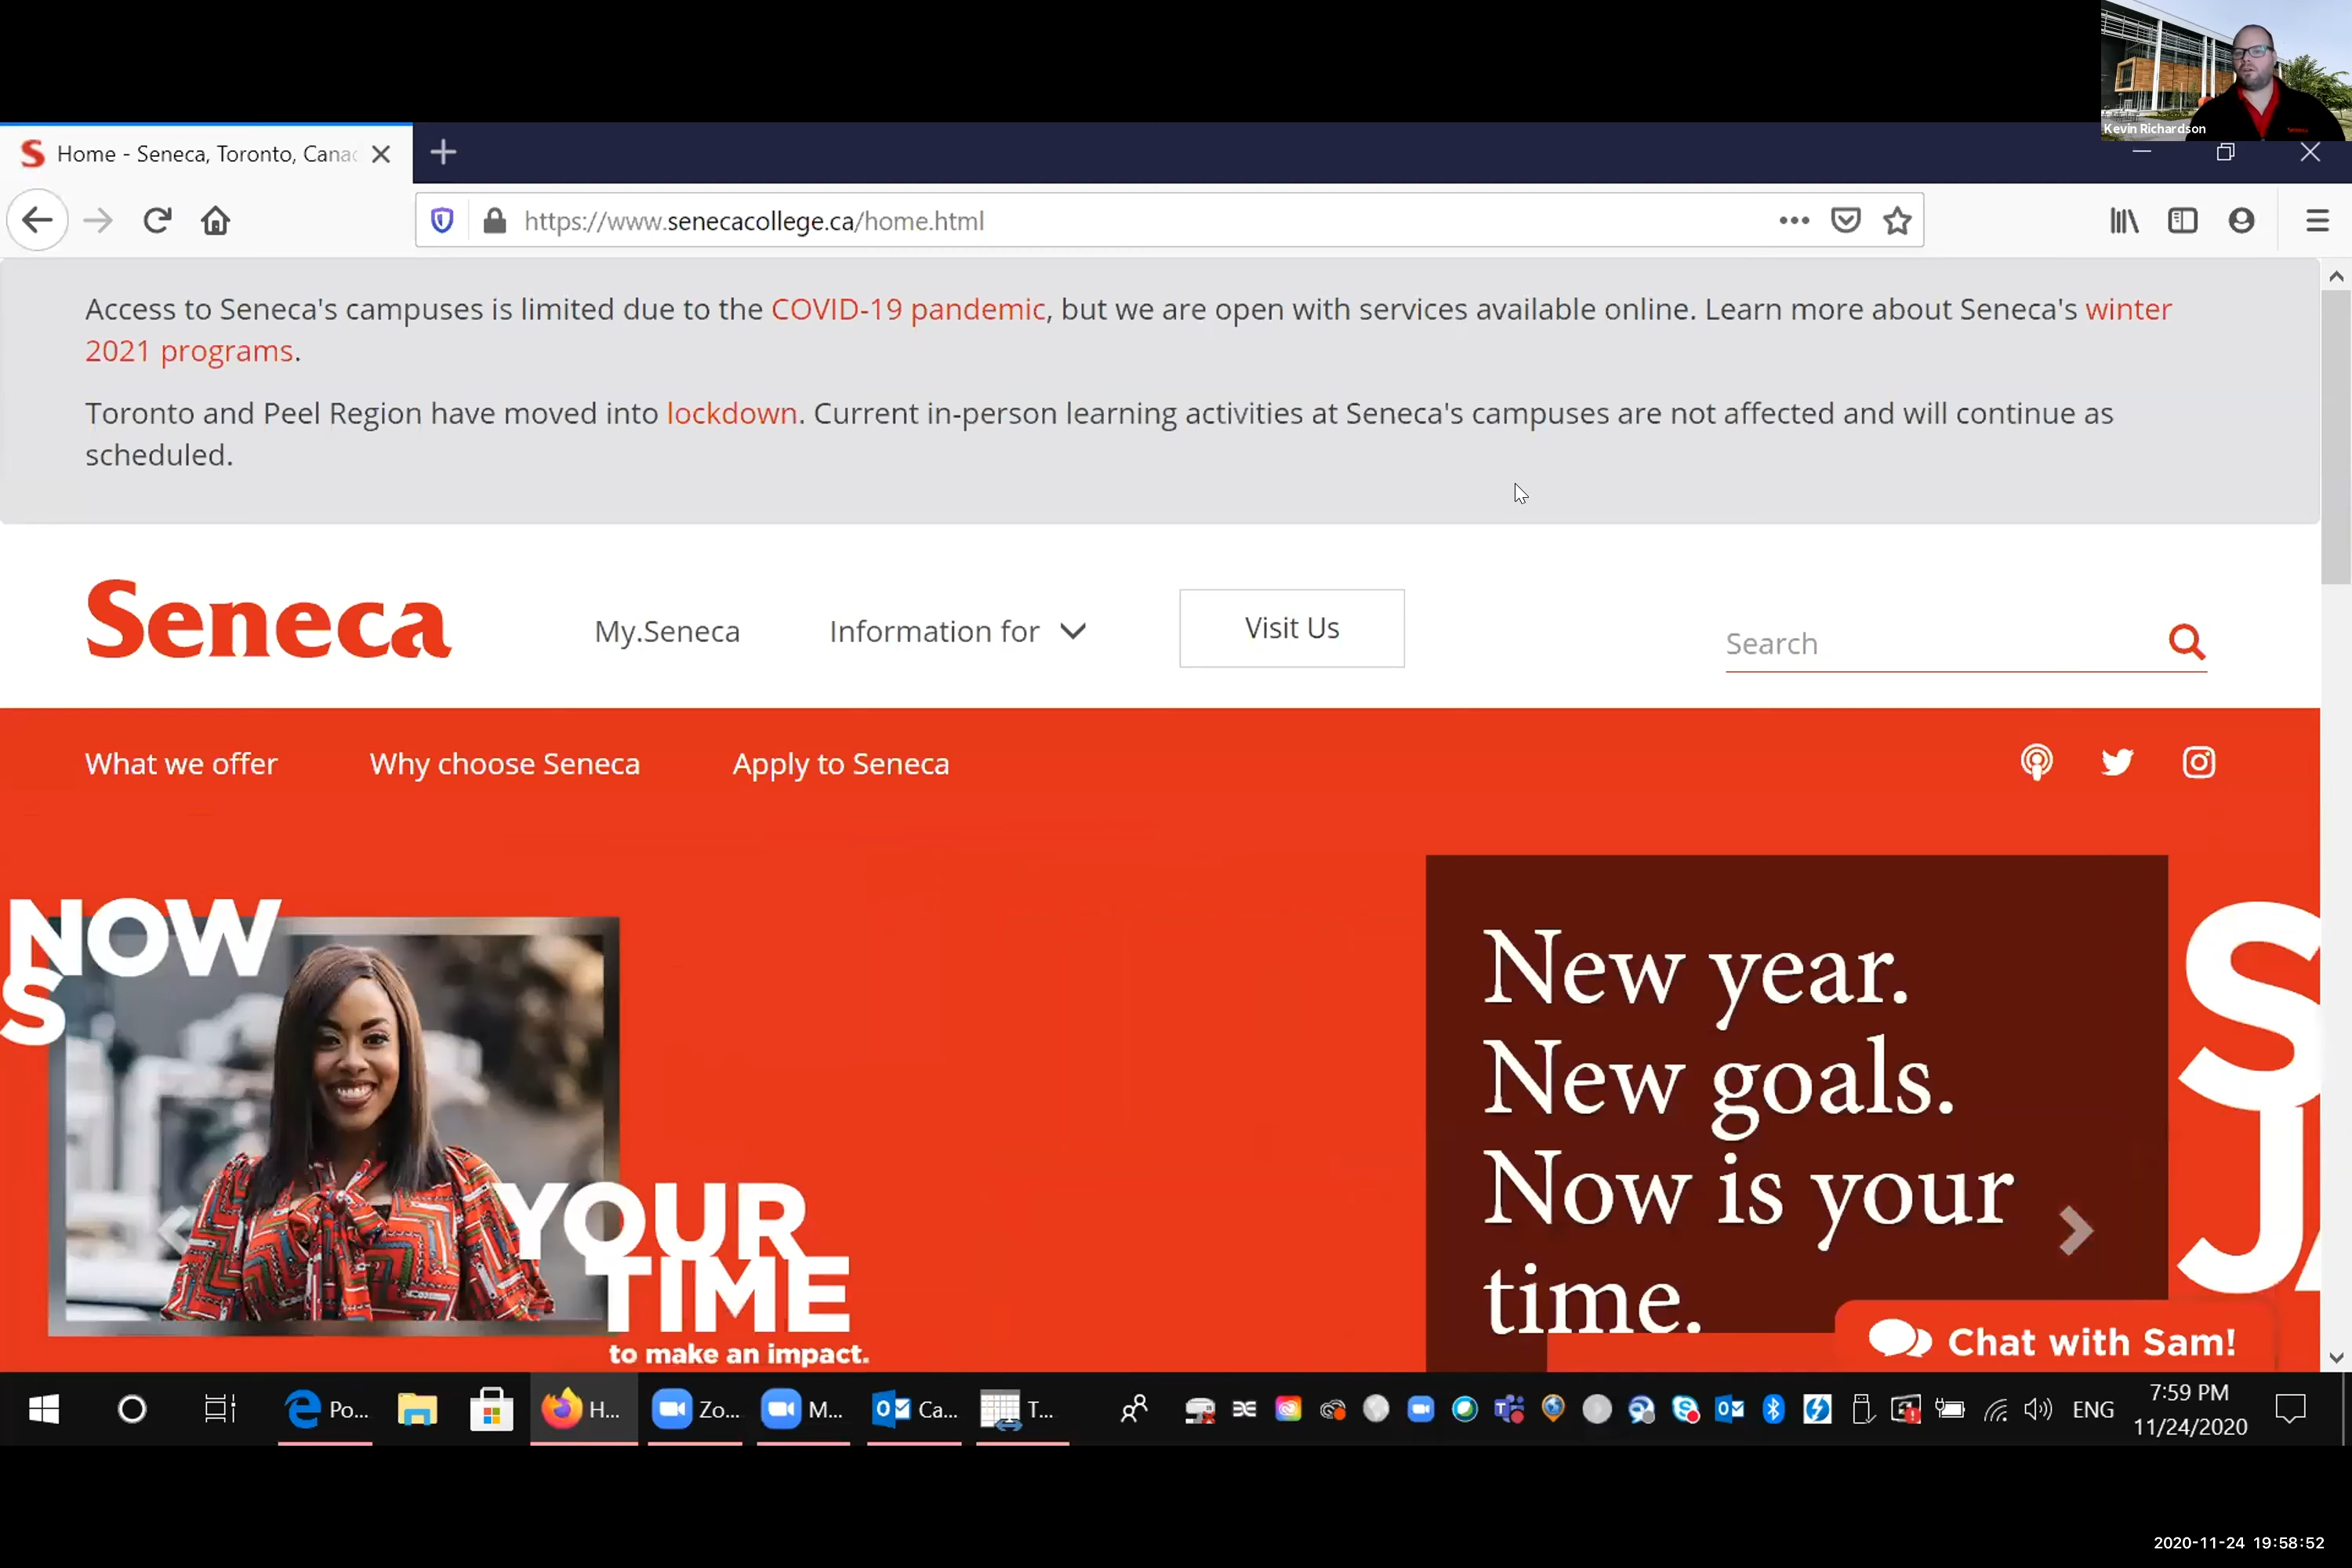 Kevin Richardson
Home - Seneca, Toronto, Cana
https://www.senecacollege.ca/home.html
Access to Seneca's campuses is limited due to the COVID-19 pandemic, but we are open with services available online. Learn more about Seneca's winter
2021 programs.
Toronto and Peel Region have moved into lockdown. Current in-person learning activities at Seneca's campuses are not affected and will continue as
scheduled.
Seneca
My.Seneca
Information for
Visit Us
Search
What we offer
Why choose Seneca
Apply to Seneca
NOW
S
YOUR
TIME
to make an impact.
New year.
New goals.
Now is your
time.
S
JA
Chat with Sam!
Po...
H...
Zo...
M...
Ca...
T...
ENG
7:59 PM
11/24/2020
2020-11-24 19:58:52